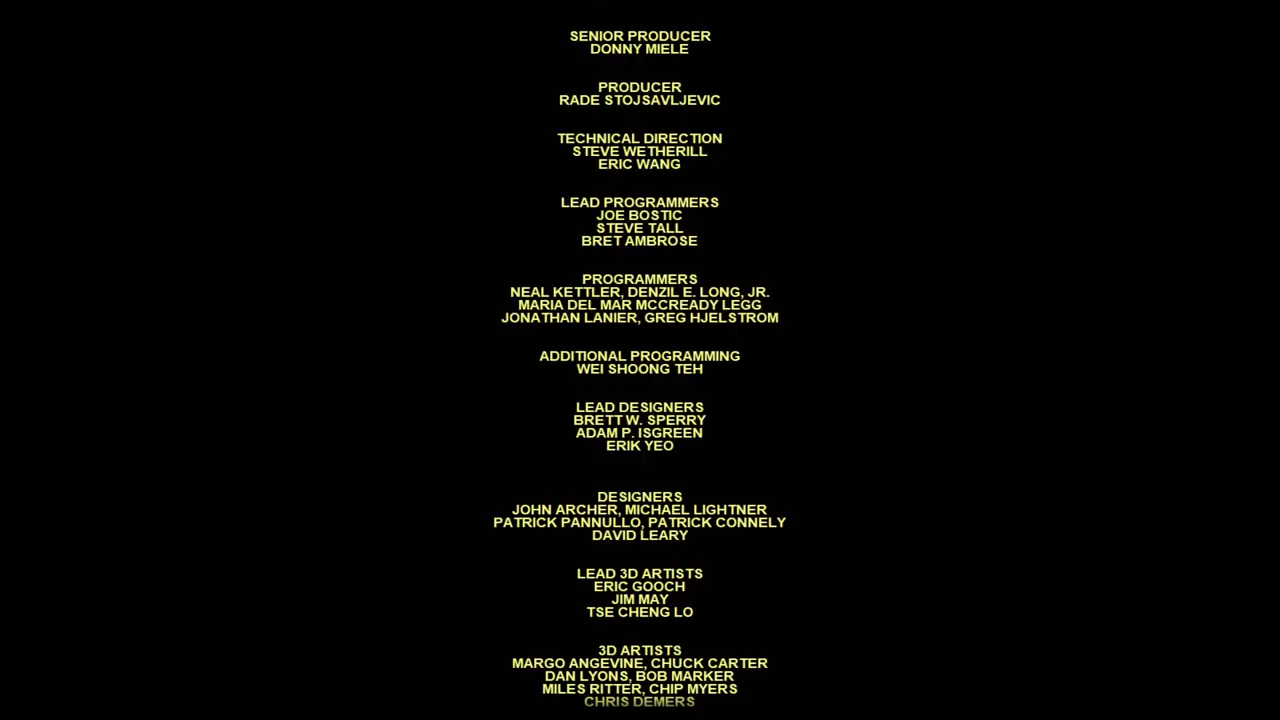 SENIOR PRODUCER
DONNY MIELE
PRODUCER
RADE STOJSAVLJEVIC
TECHNICAL DIRECTION
STEVE WETHERILL
ERIC WANG
LEAD PROGRAMMERS
JOE BOSTIC
STEVE TALL
BRET AMBROSE
PROGRAMMERS
NEAL KETTLER, DENZIL E. LONG, JR.
MARIA DEL MAR MCCREADY LEGG
JONATHAN LANIER, GREG HJELSTROM
ADDITIONAL PROGRAMMING
WEI SHOONG TEH
LEAD DESIGNERS
BRETT W. SPERRY
ADAM P. ISGREEN
ERIK YEO
DESIGNERS
JOHN ARCHER, MICHAEL LIGHTNER
PATRICK PANNULLO, PATRICK CONNELY
DAVID LEARY
LEAD 3D ARTISTS
ERIC GOOCH
JIM MAY
TSE CHENG LO
3D ARTISTS
MARGO ANGEVINE, CHUCK CARTER
DAN LYONS, BOB MARKER
MILES RITTER, CHIP MYERS
CHRIS DEMERS